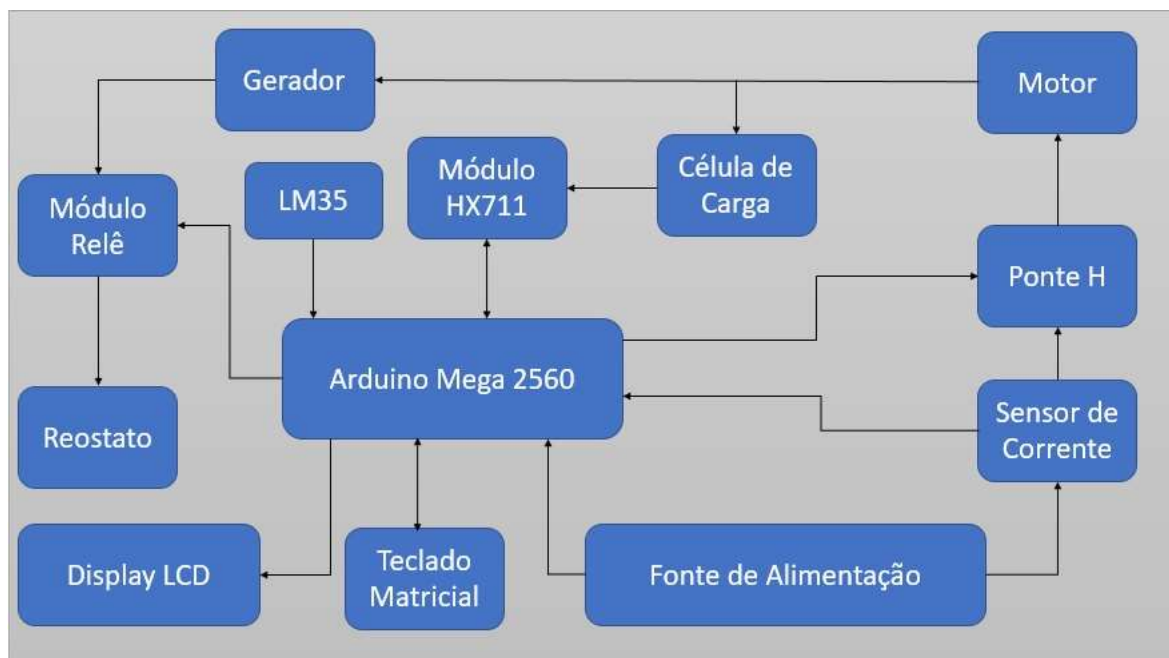 Gerador
Motor
Módulo
HX711
Célula de
Carga
LM35
Módulo
Relê
Ponte H
Arduino Mega 2560
Reostato
Sensor de
Corrente
Display LCD
Teclado
Matricial
Fonte de Alimentação